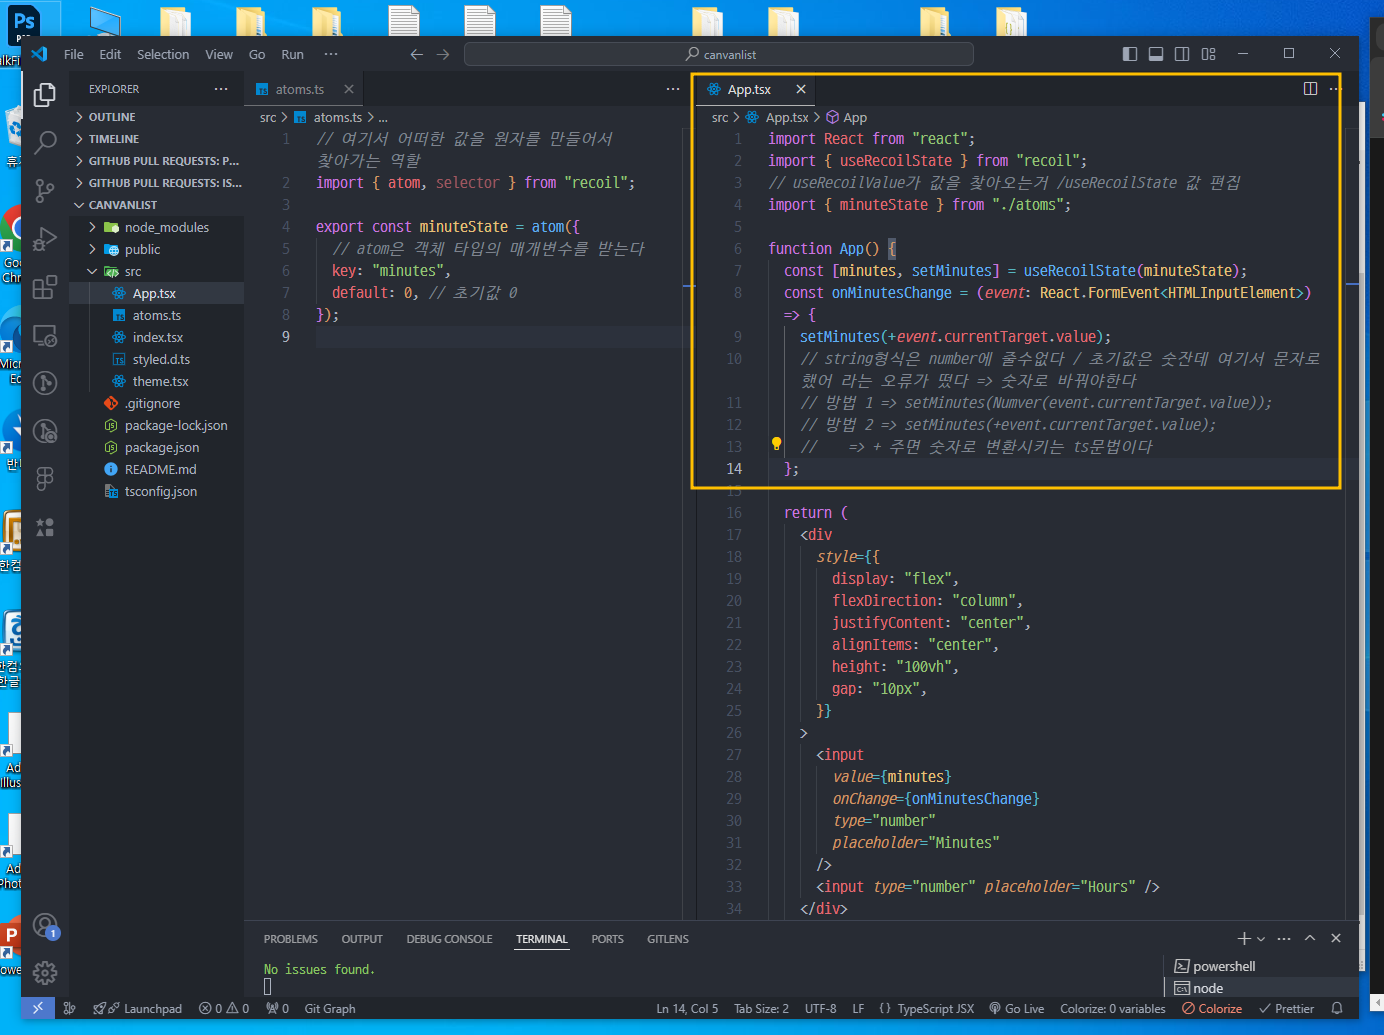 Ps
File Edit Selection View Go Run ···
canvanlist
EXPLORER ···
OUTLINE
TIMELINE
GITHUB PULL REQUESTS: P...
GITHUB PULL REQUESTS: IS...
CANVANLIST
node_modules
public
src
App.tsx
atoms.ts
index.tsx
styled.d.ts
theme.tsx
.gitignore
package-lock.json
package.json
README.md
tsconfig.json
atoms.ts
src > atoms.ts > ...
1 // 여기서 어떠한 값을 원자를 만들어서
찾아가는 역할
2 import { atom, selector } from "recoil";
3
4 export const minuteState = atom({
5 // atom은 객체 타입의 매개변수를 받는다
6 key: "minutes",
7 default: 0, // 초기값 0
8 });
9
App.tsx
src > App.tsx > App
1 import React from "react";
2 import { useRecoilState } from "recoil";
3 // useRecoilValue가 값을 찾아오는거 /useRecoilState 값 편집
4 import { minuteState } from "./atoms";
5
6 function App() {
7 const [minutes, setMinutes] = useRecoilState(minuteState);
8 const onMinutesChange = (event: React.FormEvent<HTMLInputElement>)
=> {
9 setMinutes(+event.currentTarget.value);
10 // string형식은 number에 줄수없다 / 초기값은 숫잔데 여기서 문자로
했어 라는 오류가 떴다 => 숫자로 바꿔야한다
11 // 방법 1 => setMinutes(Numver(event.currentTarget.value));
12 // 방법 2 => setMinutes(+event.currentTarget.value);
13 // => + 주면 숫자로 변환시키는 ts문법이다
14 };
15
16 return (
17 <div
18 style={{
19 display: "flex",
20 flexDirection: "column",
21 justifyContent: "center",
22 alignItems: "center",
23 height: "100vh",
24 gap: "10px",
25 }}
26 >
27 <input
28 value={minutes}
29 onChange={onMinutesChange}
30 type="number"
31 placeholder="Minutes"
32 />
33 <input type="number" placeholder="Hours" />
34 </div>
PROBLEMS OUTPUT DEBUG CONSOLE TERMINAL PORTS GITLENS
No issues found.
powershell
node
1
Launchpad 0 0 0 Git Graph
Ln 14, Col 5 Tab Size: 2 UTF-8 LF {} TypeScript JSX Go Live Colorize: 0 variables Colorize Prettier